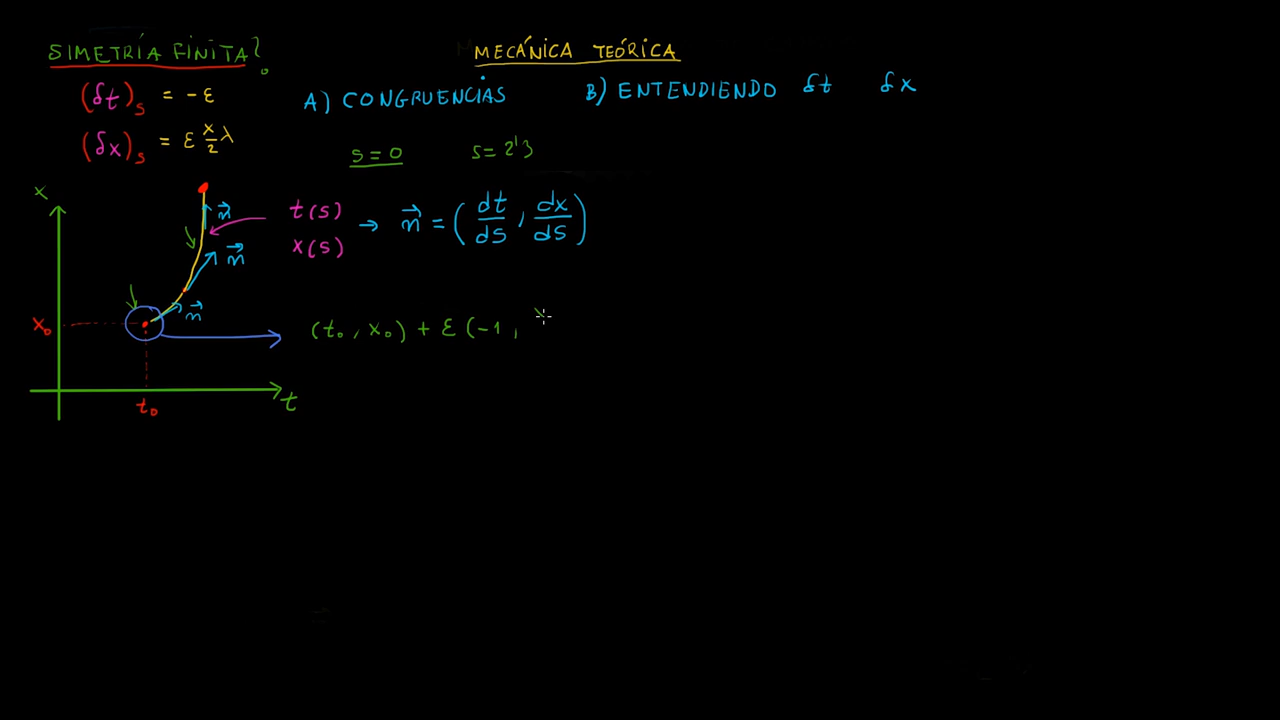 SIMETRÍA FINITA?
MECÁNICA TEÓRICA
(δt)s = -ε
A) CONGRUENCIAS
B) ENTENDIENDO δt δx
(δx)s = ε x/2 λ
s=0 s=2'3
x
n
t(s)
x(s)
→ n = (dt/ds, dx/ds)
n
n
x₀
(t₀, x₀) + ε (-1,
t₀
t